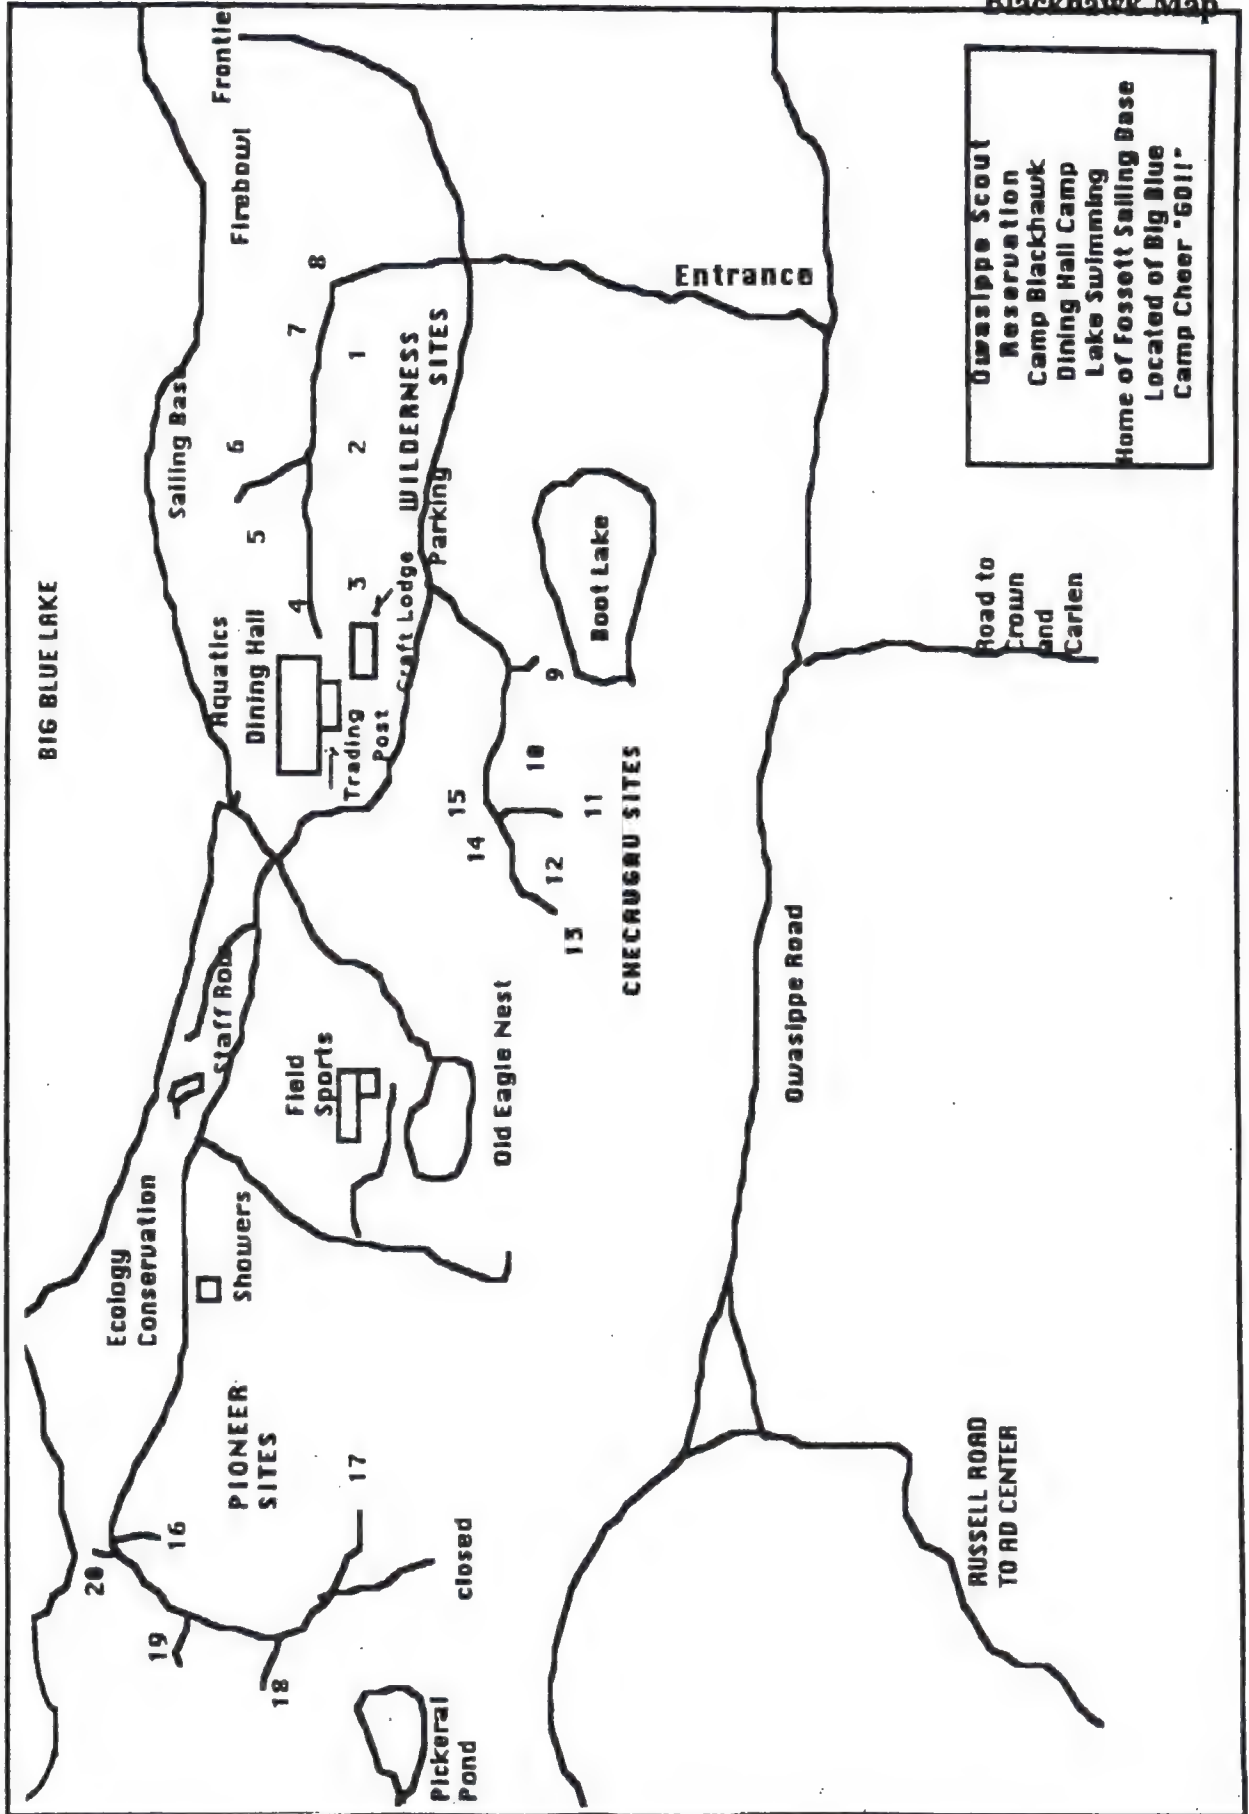 Blackhawk Map
BIG BLUE LAKE
Frontie
Firebowl
Sailing Base
Aquatics
Dining Hall
Trading
Post
Craft Lodge
Parking
WILDERNESS
SITES
Entrance
1
2
3
4
5
6
7
8
Boot Lake
9
10
11
12
13
14
15
CHECAUGAU SITES
Staff Row
Field
Sports
Old Eagle Nest
Ecology
Conservation
Showers
PIONEER
SITES
16
17
18
19
20
closed
Pickeral
Pond
Owasippe Road
Road to
Crown
and
Carlen
RUSSELL ROAD
TO AD CENTER
Owasippe Scout
Reservation
Camp Blackhawk
Dining Hall Camp
Lake Swimming
Home of Fossett Sailing Base
Located of Big Blue
Camp Cheer "GO!!"